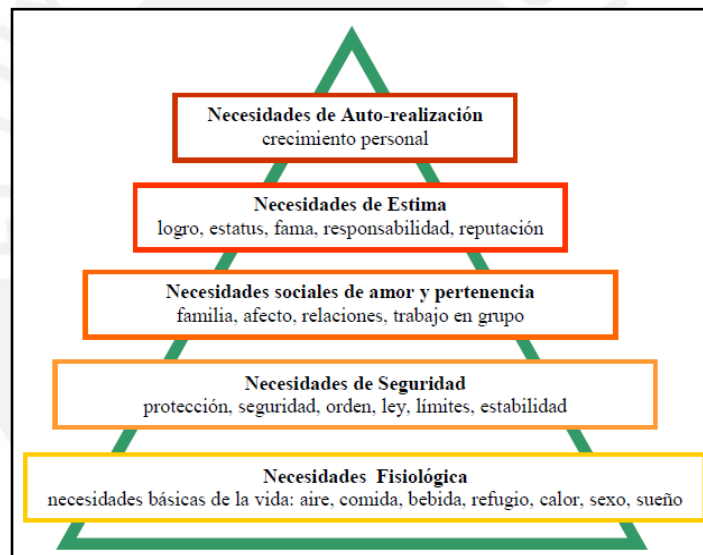 Necesidades de Auto-realización
crecimiento personal
Necesidades de Estima
logro, estatus, fama, responsabilidad, reputación
Necesidades sociales de amor y pertenencia
familia, afecto, relaciones, trabajo en grupo
Necesidades de Seguridad
protección, seguridad, orden, ley, límites, estabilidad
Necesidades Fisiológica
necesidades básicas de la vida: aire, comida, bebida, refugio, calor, sexo, sueño